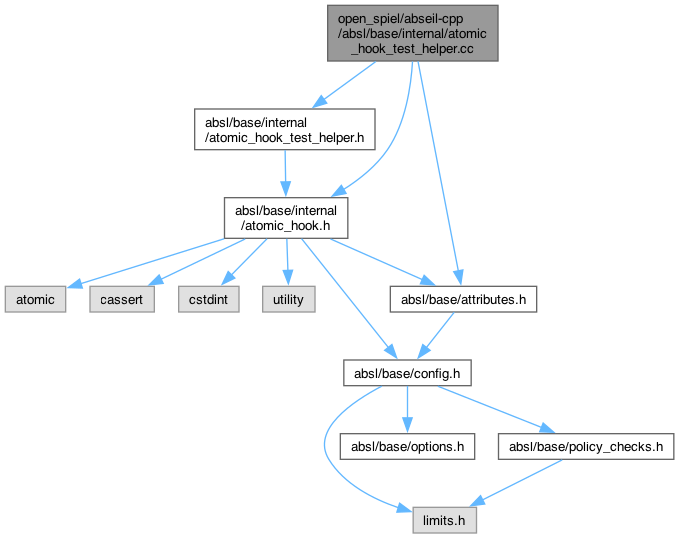 open_spiel/abseil-cpp
/absl/base/internal/atomic
_hook_test_helper.cc
absl/base/internal
/atomic_hook_test_helper.h
absl/base/internal
/atomic_hook.h
atomic
cassert
cstdint
utility
absl/base/attributes.h
absl/base/config.h
absl/base/options.h
absl/base/policy_checks.h
limits.h